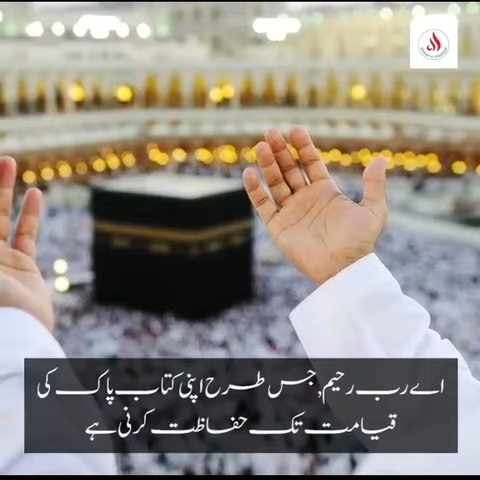 اے رب رحیم, جس طرح اپنی کتاب پاک کی
قیامت تک حفاظت کرنی ہے